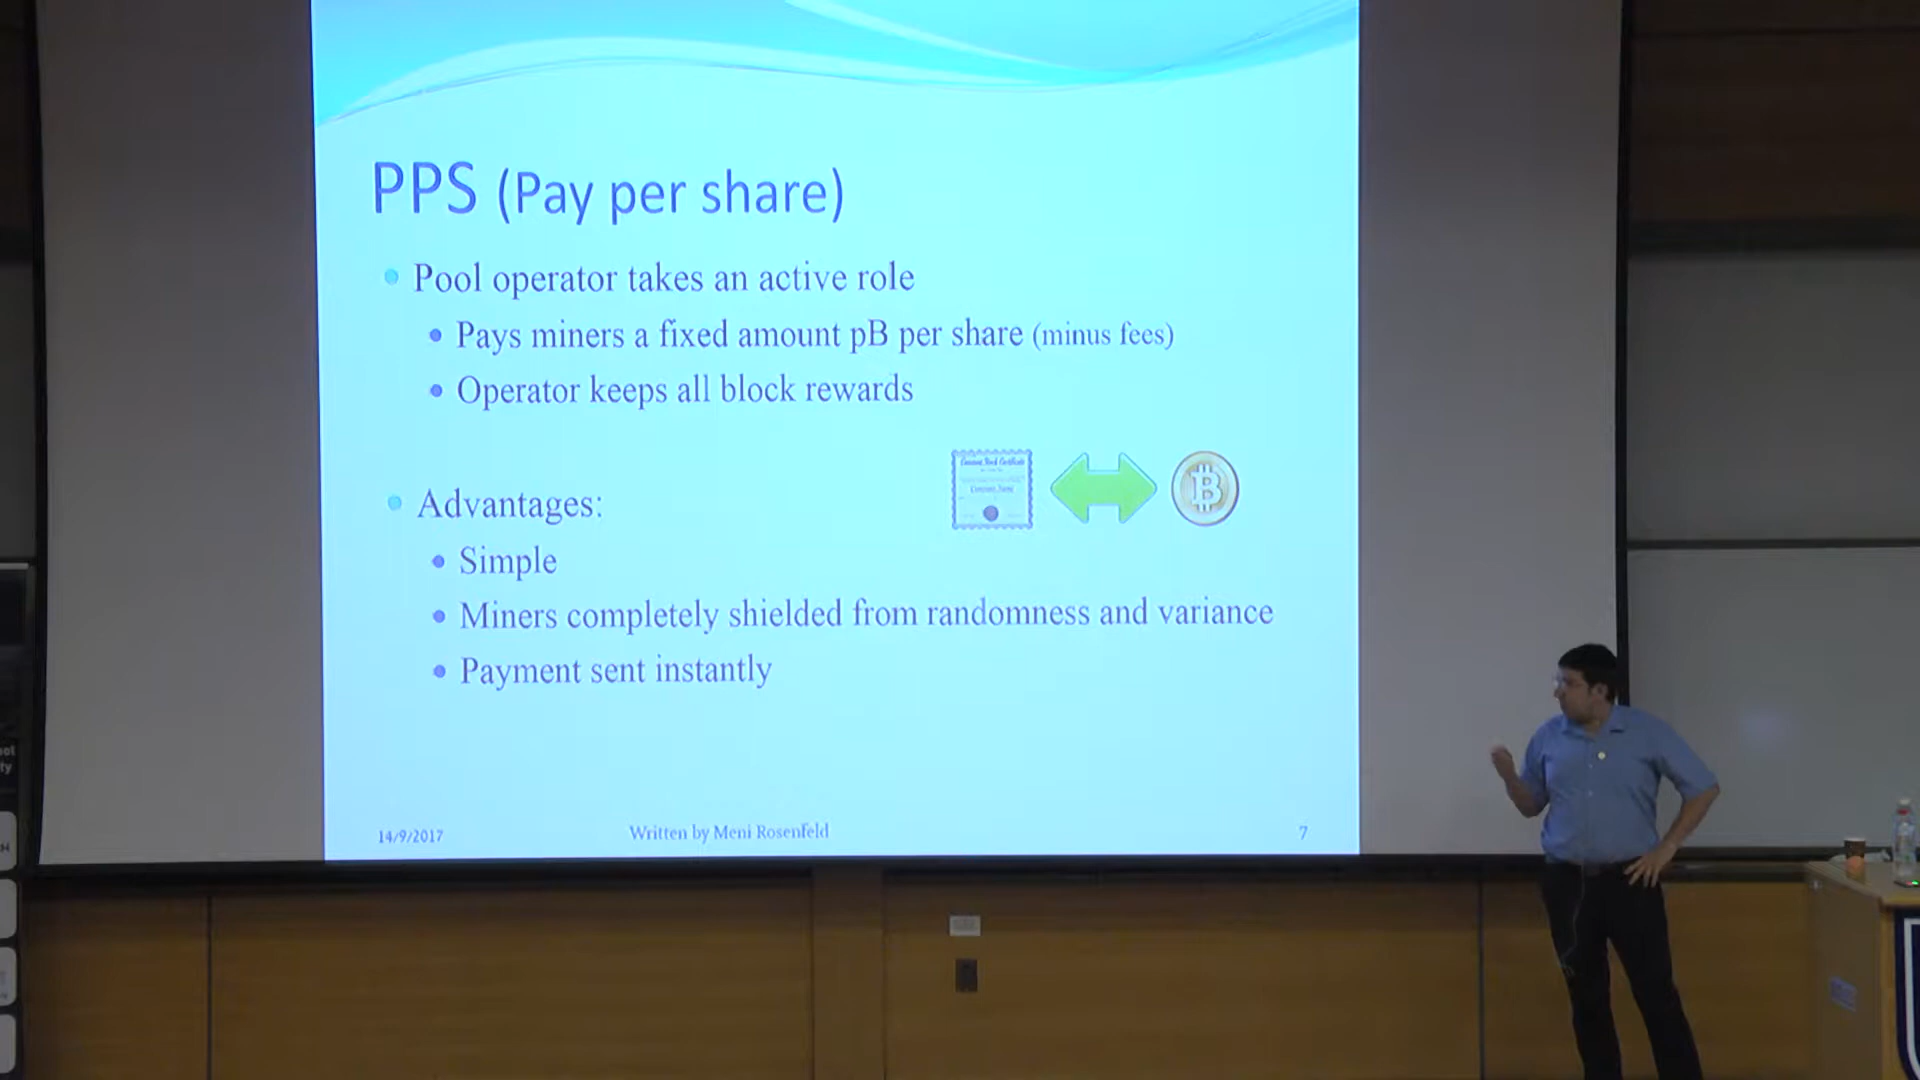 PPS (Pay per share)
Pool operator takes an active role
Pays miners a fixed amount pB per share (minus fees)
Operator keeps all block rewards
Advantages:
Simple
Miners completely shielded from randomness and variance
Payment sent instantly
14/9/2017
Written by Meni Rosenfeld
7